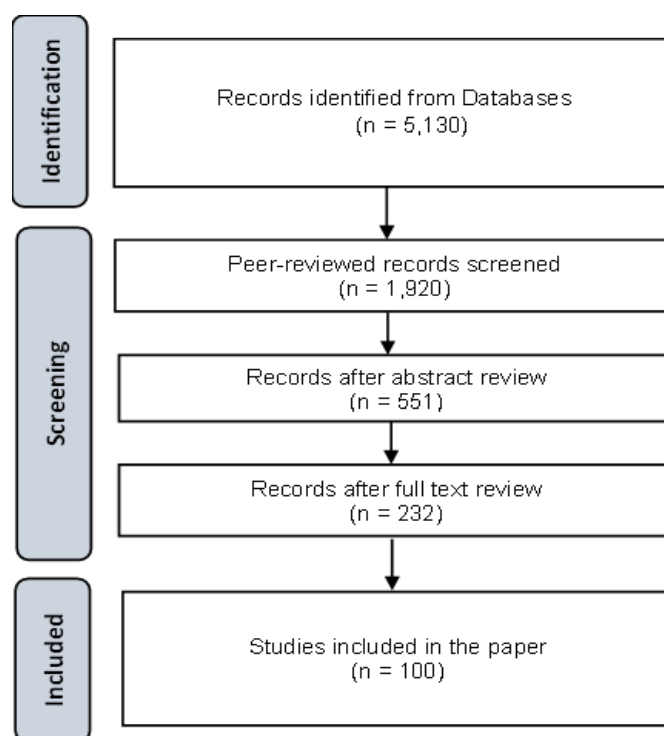 Identification
Records identified from Databases
(n = 5,130)
Screening
Peer-reviewed records screened
(n = 1,920)
Records after abstract review
(n = 551)
Records after full text review
(n = 232)
Included
Studies included in the paper
(n = 100)